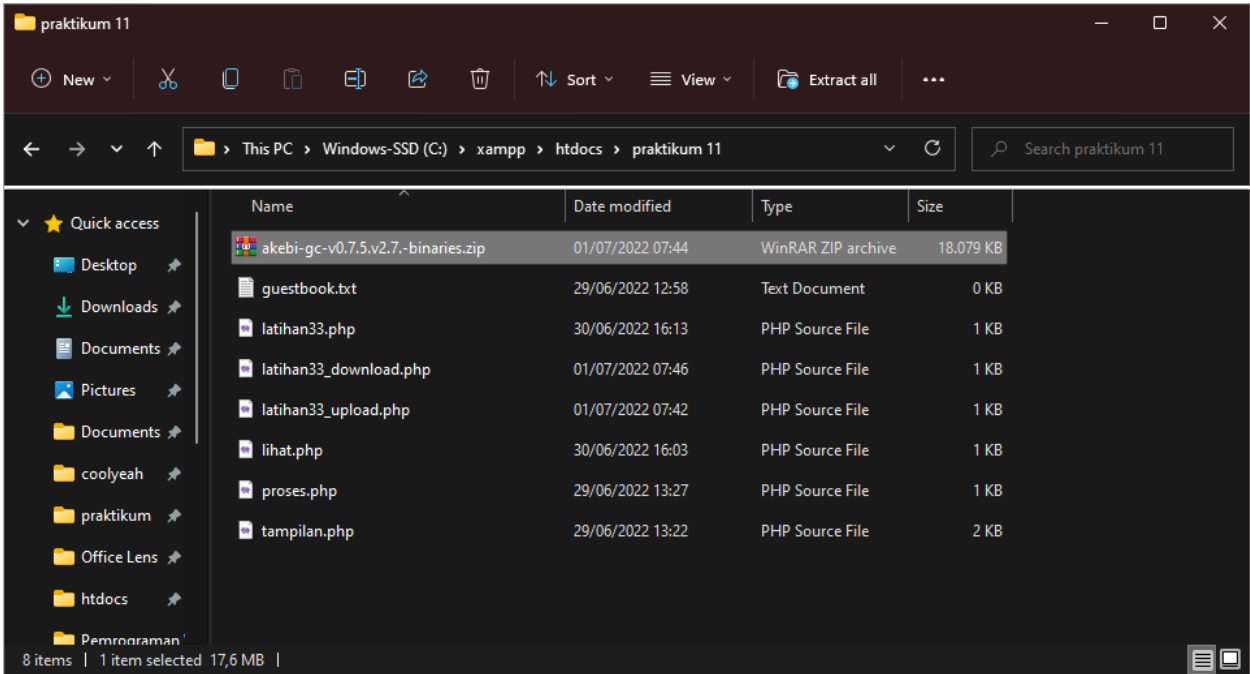 praktikum 11
New Sort View Extract all
This PC > Windows-SSD (C:) > xampp > htdocs > praktikum 11 Search praktikum 11
Name Date modified Type Size
Quick access
Desktop
Downloads
Documents
Pictures
Documents
coolyeah
praktikum
Office Lens
htdocs
Pemrograman
akebi-gc-v0.7.5.v2.7.-binaries.zip 01/07/2022 07:44 WinRAR ZIP archive 18.079 KB
guestbook.txt 29/06/2022 12:58 Text Document 0 KB
latihan33.php 30/06/2022 16:13 PHP Source File 1 KB
latihan33_download.php 01/07/2022 07:46 PHP Source File 1 KB
latihan33_upload.php 01/07/2022 07:42 PHP Source File 1 KB
lihat.php 30/06/2022 16:03 PHP Source File 1 KB
proses.php 29/06/2022 13:27 PHP Source File 1 KB
tampilan.php 29/06/2022 13:22 PHP Source File 2 KB
8 items | 1 item selected 17,6 MB |